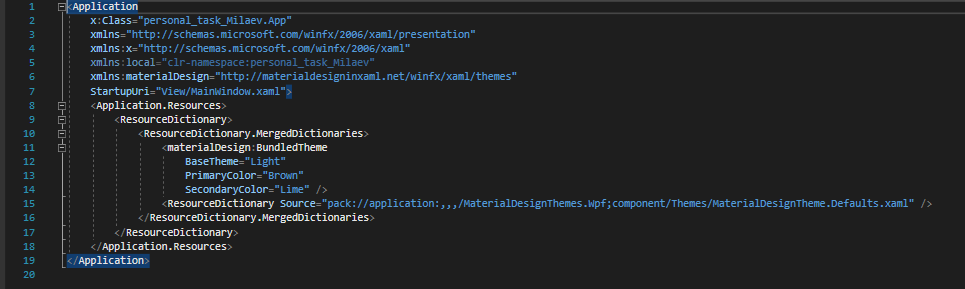 1 <Application
2 x:Class="personal_task_Milaev.App"
3 xmlns="http://schemas.microsoft.com/winfx/2006/xaml/presentation"
4 xmlns:x="http://schemas.microsoft.com/winfx/2006/xaml"
5 xmlns:local="clr-namespace:personal_task_Milaev"
6 xmlns:materialDesign="http://materialdesigninxaml.net/winfx/xaml/themes"
7 StartupUri="View/MainWindow.xaml">
8 <Application.Resources>
9 <ResourceDictionary>
10 <ResourceDictionary.MergedDictionaries>
11 <materialDesign:BundledTheme
12 BaseTheme="Light"
13 PrimaryColor="Brown"
14 SecondaryColor="Lime" />
15 <ResourceDictionary Source="pack://application:,,,/MaterialDesignThemes.Wpf;component/Themes/MaterialDesignTheme.Defaults.xaml" />
16 </ResourceDictionary.MergedDictionaries>
17 </ResourceDictionary>
18 </Application.Resources>
19 </Application>
20